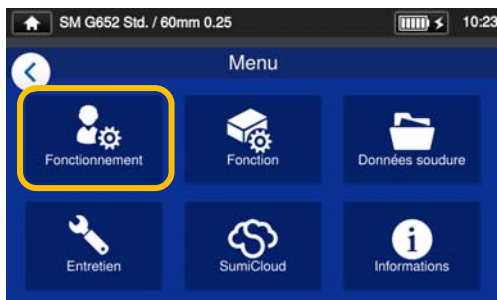 SM G652 Std. / 60mm 0.25
10:23
Menu
Fonctionnement
Fonction
Données soudure
Entretien
SumiCloud
Informations